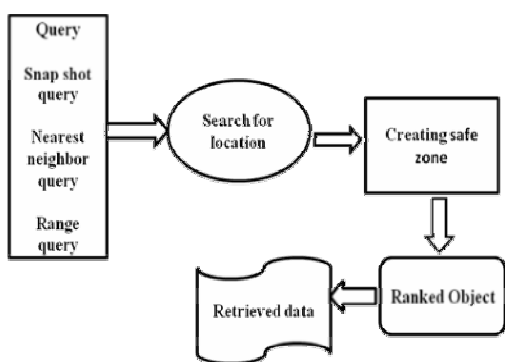 Query
Snap shot
query
Nearest
neighbor
query
Range
query
Search for
location
Creating safe
zone
Ranked Object
Retrieved data